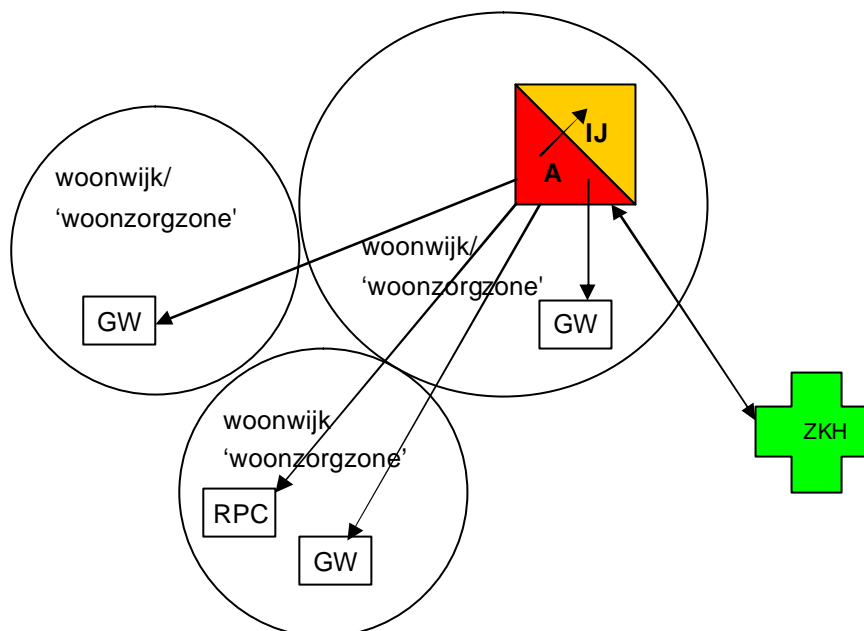 IJ
A
woonwijk/
‘woonzorgzone'
GW
woonwijk/
‘woonzorgzone'
GW
ZKH
woonwijk
‘woonzorgzone’
RPC
GW